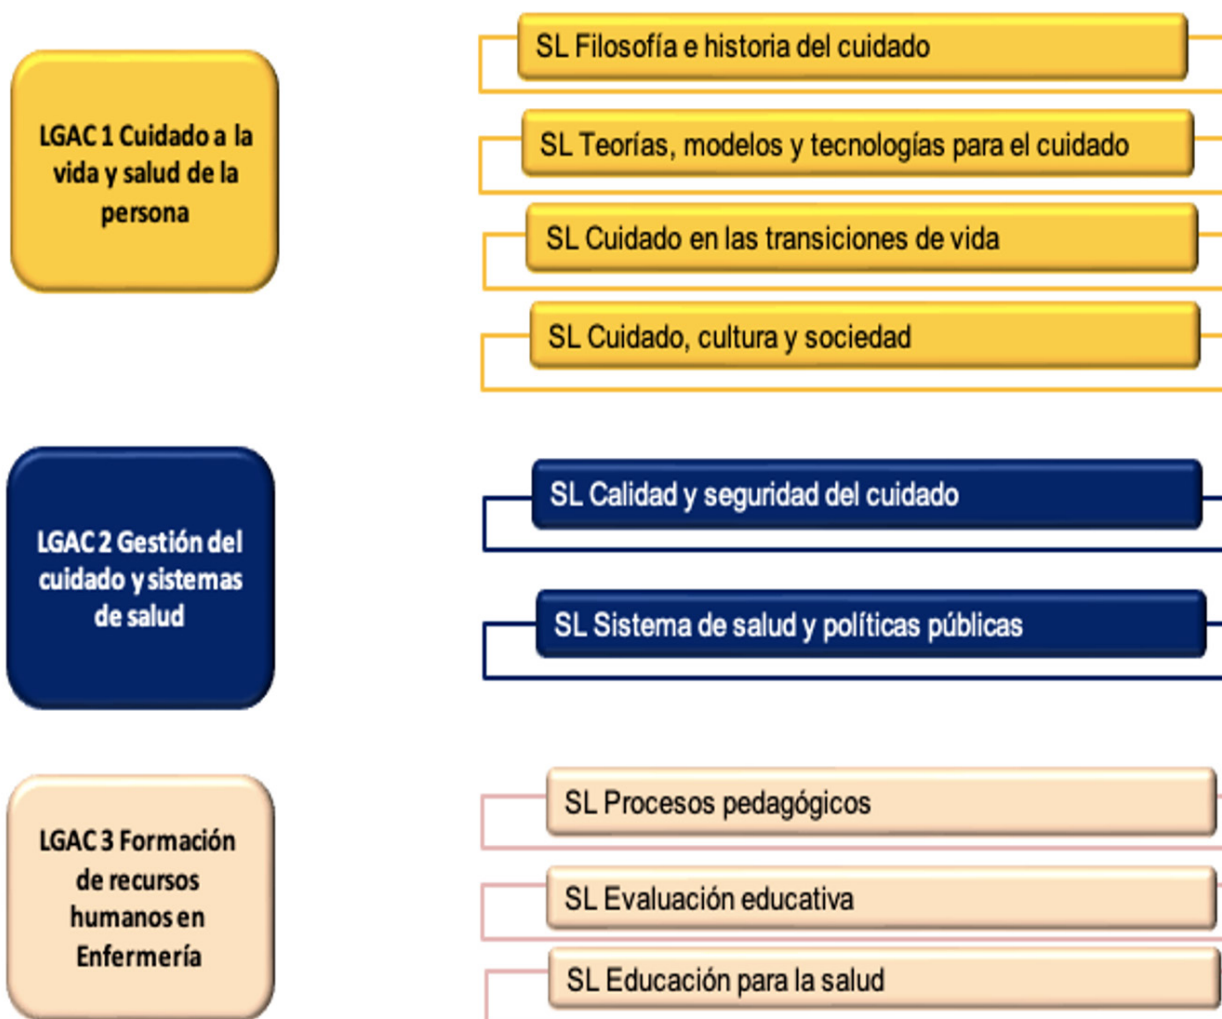 LGAC 1 Cuidado a la
vida y salud de la
persona
SL Filosofía e historia del cuidado
SL Teorías, modelos y tecnologías para el cuidado
SL Cuidado en las transiciones de vida
SL Cuidado, cultura y sociedad
LGAC 2 Gestión del
cuidado y sistemas
de salud
SL Calidad y seguridad del cuidado
SL Sistema de salud y políticas públicas
LGAC 3 Formación
de recursos
humanos en
Enfermería
SL Procesos pedagógicos
SL Evaluación educativa
SL Educación para la salud